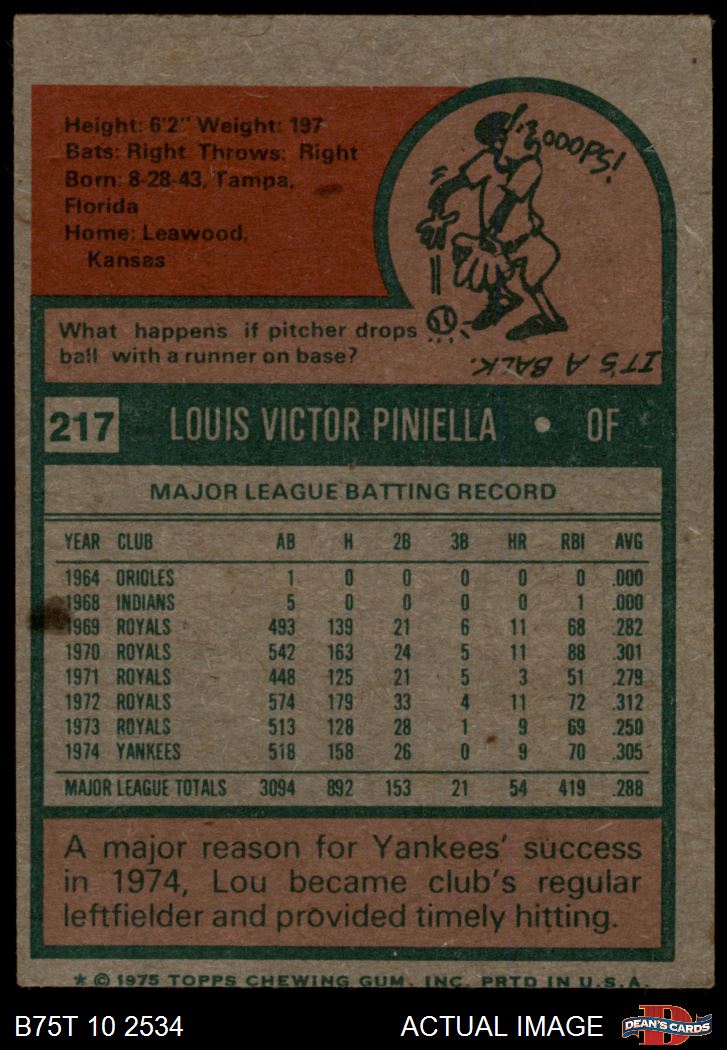 Height: 6'2" Weight: 197
Bats: Right Throws: Right
Born: 8-28-43, Tampa,
Florida
Home: Leawood,
Kansas
OOOPS!
What happens if pitcher drops
ball with a runner on base?
IT'S A BALK.
217 LOUIS VICTOR PINIELLA • OF
MAJOR LEAGUE BATTING RECORD
YEAR CLUB AB H 2B 3B HR RBI AVG
1964 ORIOLES 1 0 0 0 0 0 .000
1968 INDIANS 5 0 0 0 0 1 .000
1969 ROYALS 493 139 21 6 11 68 .282
1970 ROYALS 542 163 24 5 11 88 .301
1971 ROYALS 448 125 21 5 3 51 .279
1972 ROYALS 574 179 33 4 11 72 .312
1973 ROYALS 513 128 28 1 9 69 .250
1974 YANKEES 518 158 26 0 9 70 .305
MAJOR LEAGUE TOTALS 3094 892 153 21 54 419 .288
A major reason for Yankees' success
in 1974, Lou became club's regular
leftfielder and provided timely hitting.
* © 1975 TOPPS CHEWING GUM, INC. PRTD IN U.S.A.
B75T 10 2534 ACTUAL IMAGE D DEAN'S CARDS